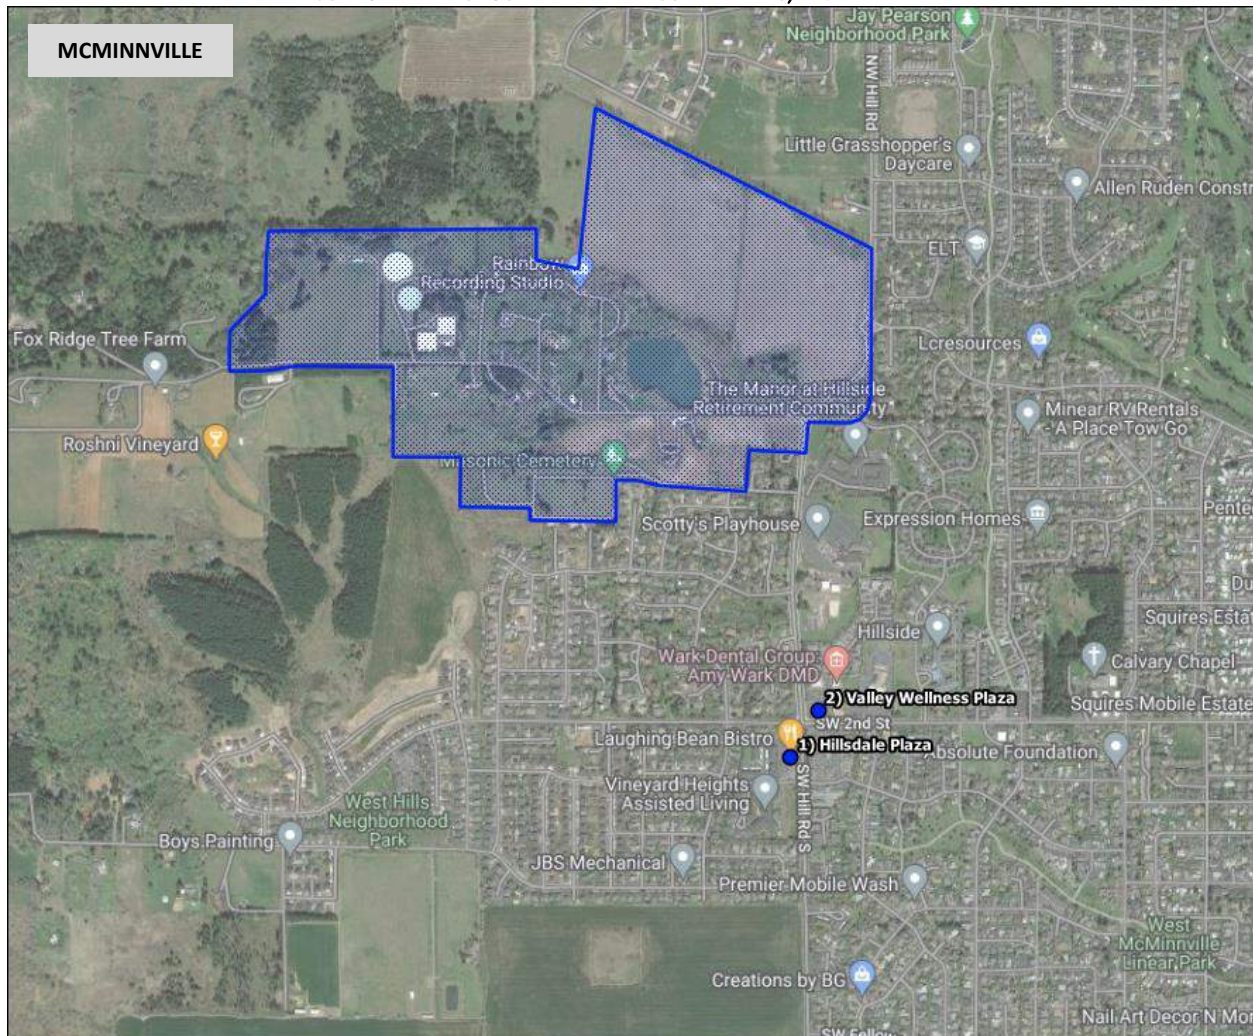 MCMINNVILLE
Jay Pearson
Neighborhood Park
NW Hill Rd
Little Grasshopper's
Daycare
Allen Ruden Constr
ELT
Rainbow
Recording Studio
Fox Ridge Tree Farm
Lcresources
The Manor at Hillside
Retirement Community
Minear RV Rentals
- A Place Tow Go
Roshni Vineyard
Masonic Cemetery
Scotty's Playhouse
Expression Homes
Pente
Du
Squires Esta
Hillside
Wark Dental Group:
Amy Wark DMD
Calvary Chapel
2) Valley Wellness Plaza
Squires Mobile Estate
SW 2nd St
Laughing Bean Bistro
1) Hillsdale Plaza
Absolute Foundation
Vineyard Heights
Assisted Living
SW Hill Rd S
West Hills
Neighborhood
Park
Boys Painting
JBS Mechanical
Premier Mobile Wash
West
McMinnville
Linear Park
Creations by BG
Nail Art Decor N Mor
SW Fellow